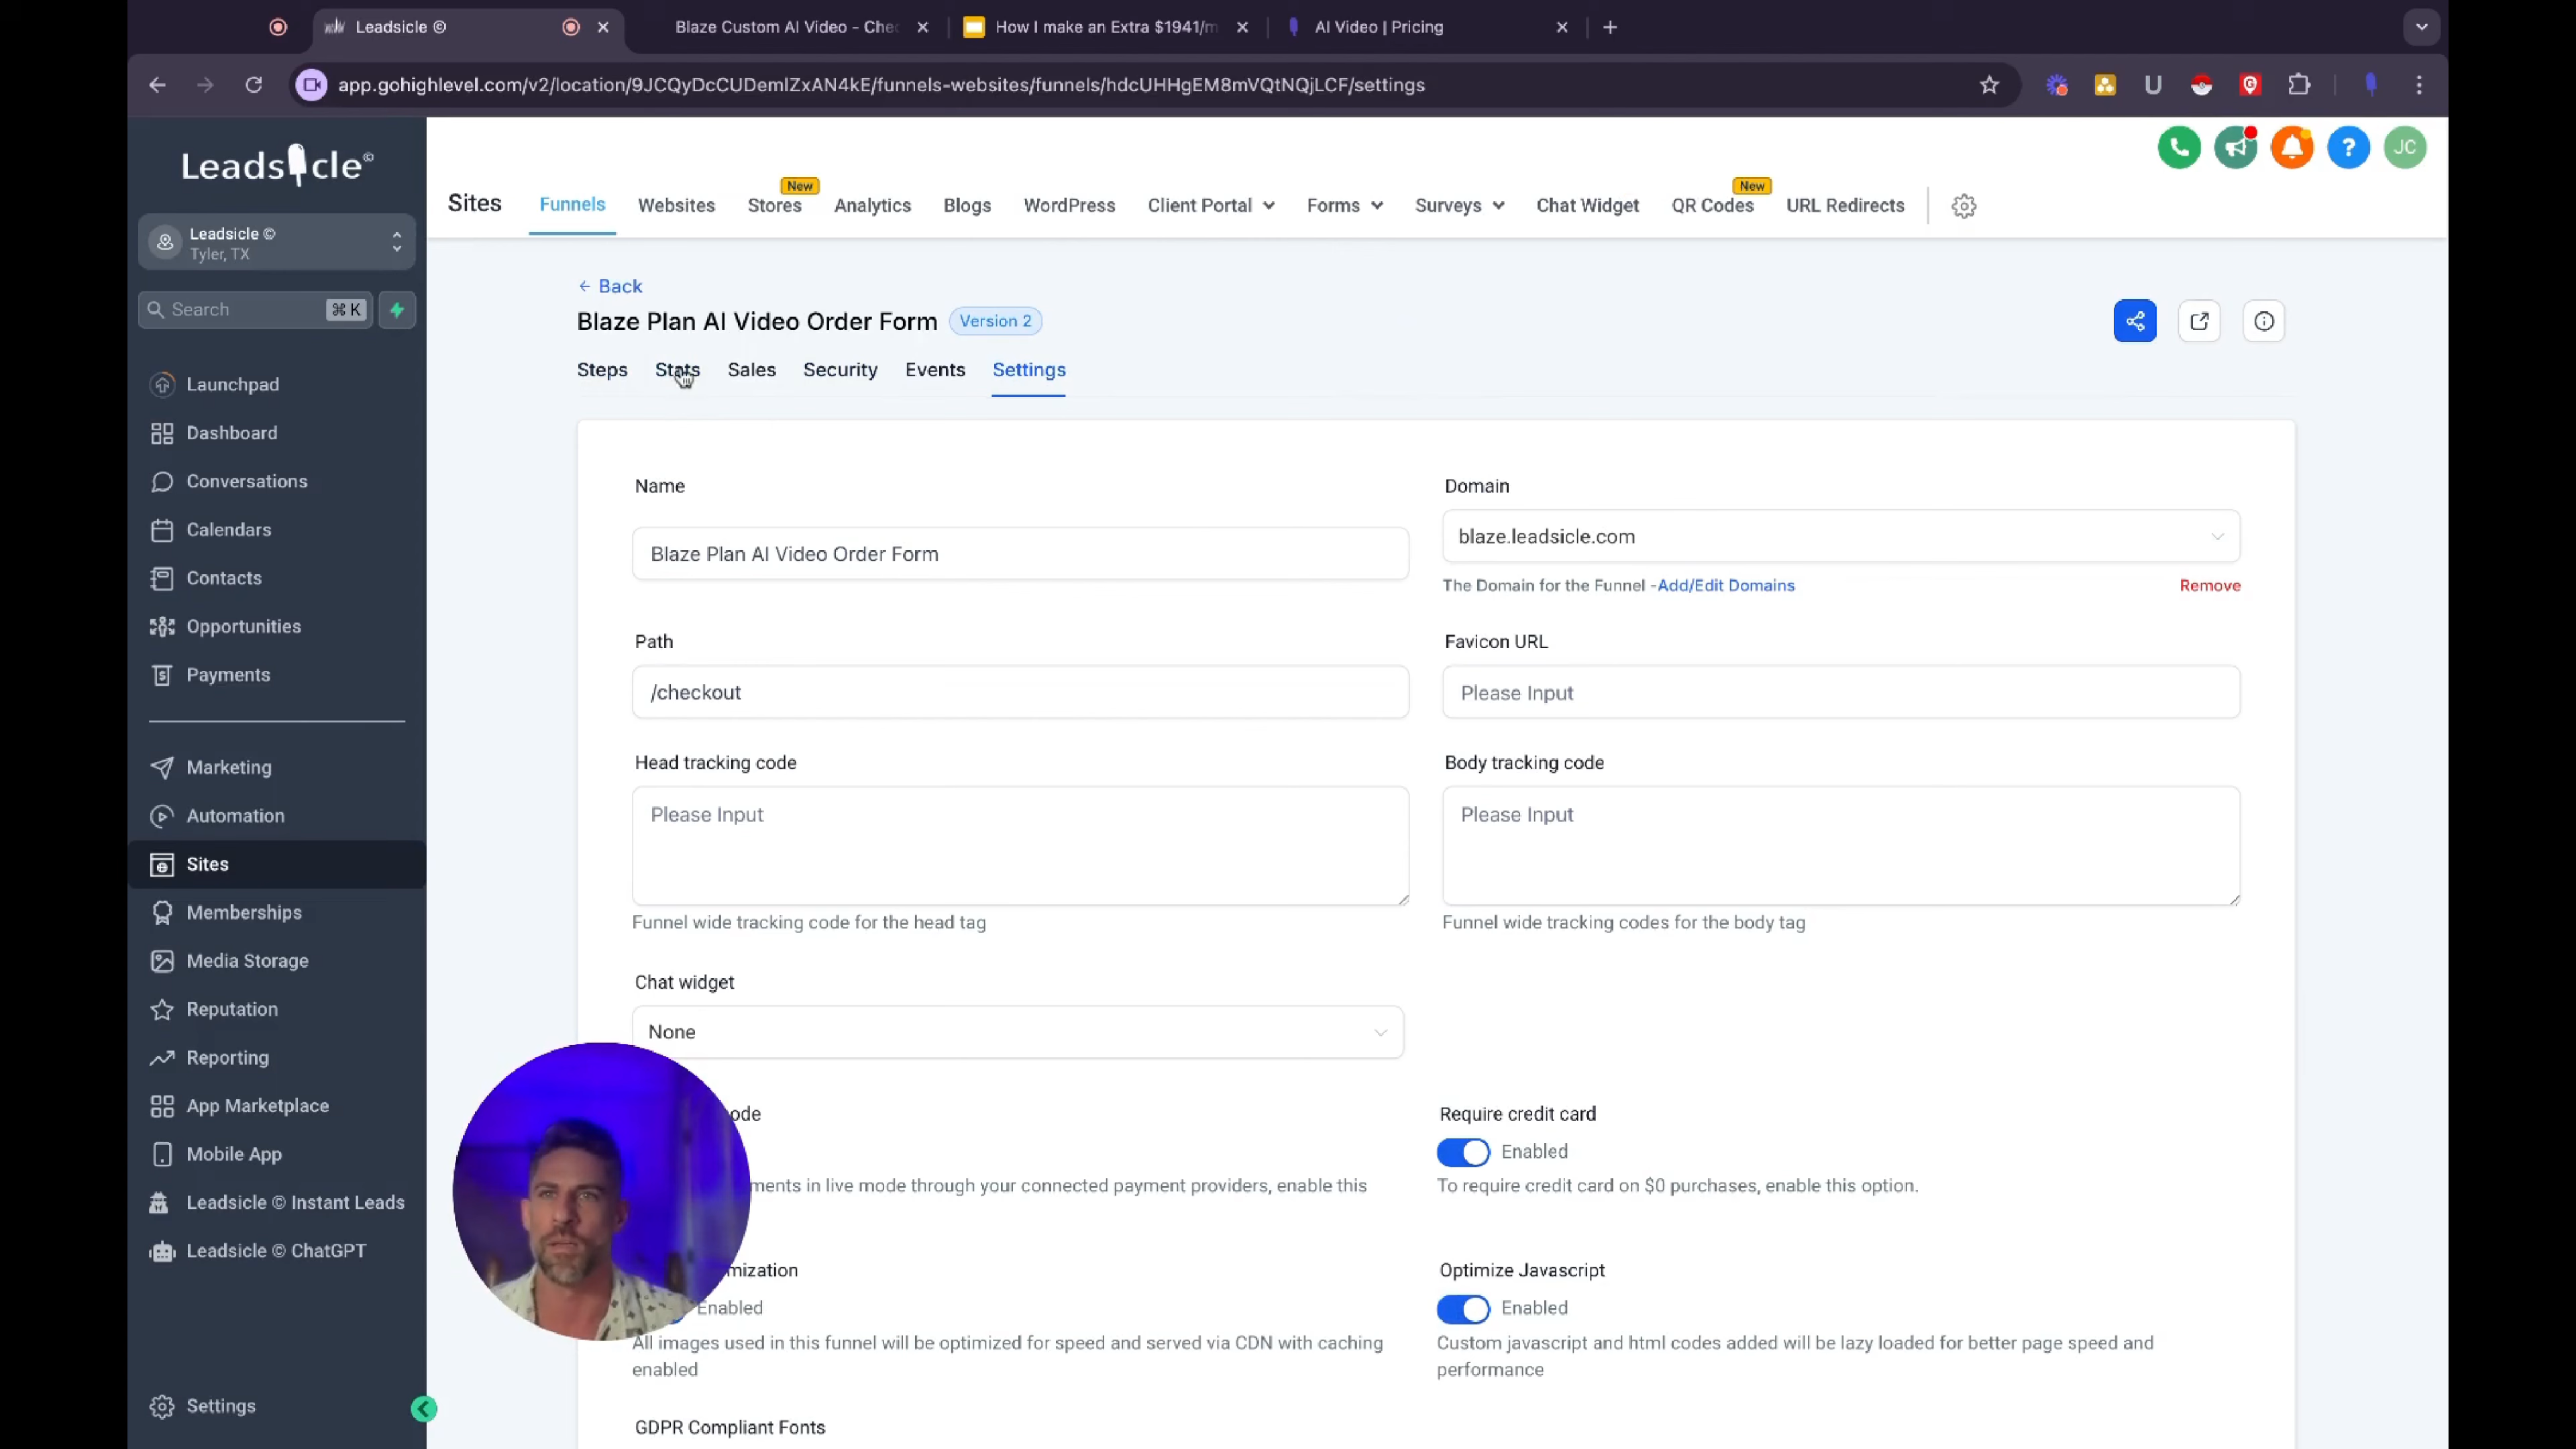 Leadsicle ©
Blaze Custom AI Video - Che
How I make an Extra $1941/m
AI Video | Pricing
app.gohighlevel.com/v2/location/9JCQyDcCUDemIZxAN4kE/funnels-websites/funnels/hdcUHHgEM8mVQtNQjLCF/settings
Leadsicle©
Leadsicle ©
Tyler, TX
Search
⌘ K
Launchpad
Dashboard
Conversations
Calendars
Contacts
Opportunities
Payments
Marketing
Automation
Sites
Memberships
Media Storage
Reputation
Reporting
App Marketplace
Mobile App
Leadsicle © Instant Leads
Leadsicle © ChatGPT
Settings
JC
New
New
Sites Funnels Websites Stores Analytics Blogs WordPress Client Portal Forms Surveys Chat Widget QR Codes URL Redirects
← Back
Blaze Plan AI Video Order Form Version 2
Steps Stats Sales Security Events Settings
Name
Blaze Plan AI Video Order Form
Domain
blaze.leadsicle.com
The Domain for the Funnel -Add/Edit Domains Remove
Path
/checkout
Favicon URL
Please Input
Head tracking code
Please Input
Funnel wide tracking code for the head tag
Body tracking code
Please Input
Funnel wide tracking codes for the body tag
Chat widget
None
ode
ments in live mode through your connected payment providers, enable this
Require credit card
Enabled
To require credit card on $0 purchases, enable this option.
mization
Enabled
All images used in this funnel will be optimized for speed and served via CDN with caching
enabled
Optimize Javascript
Enabled
Custom javascript and html codes added will be lazy loaded for better page speed and
performance
GDPR Compliant Fonts